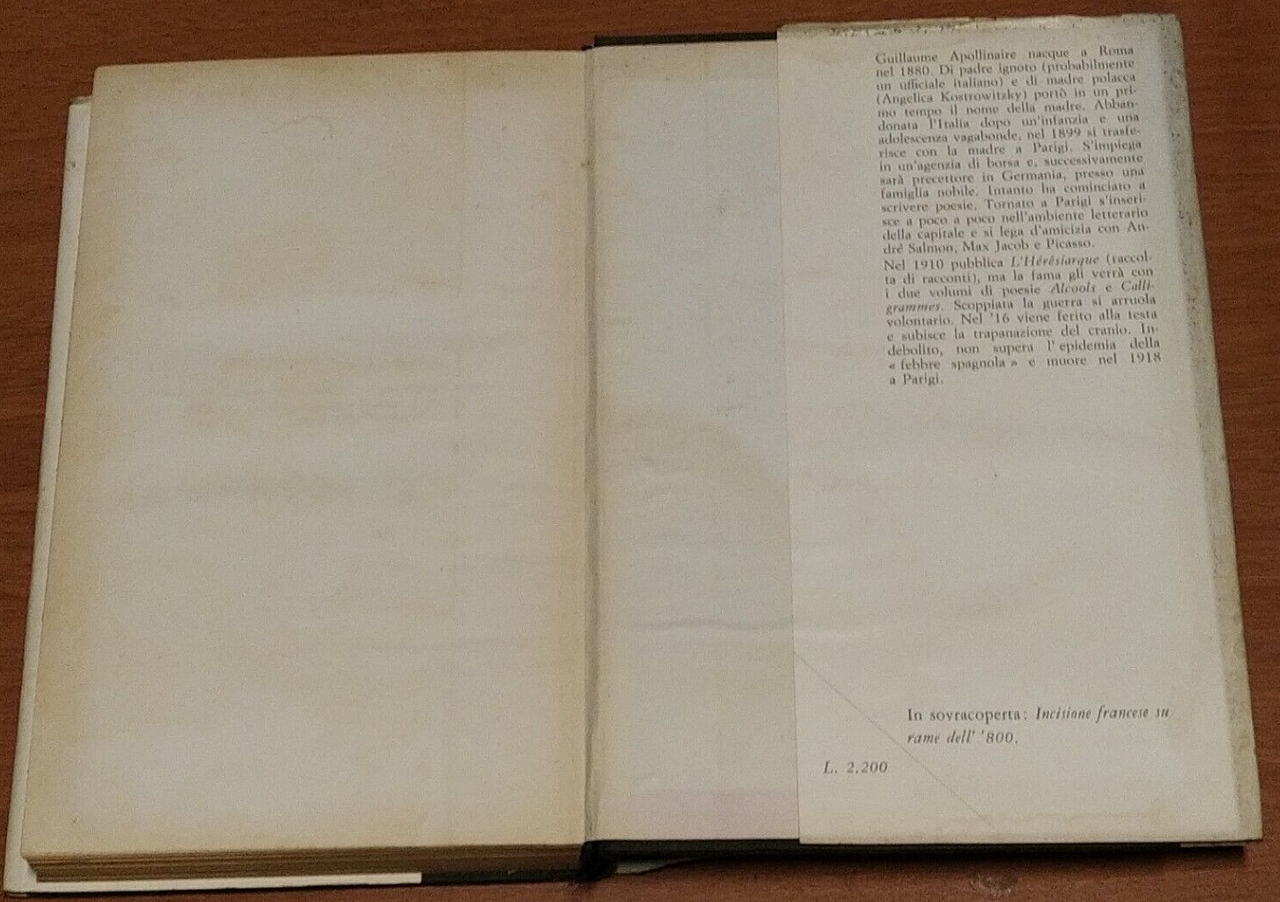 Guillaume Apollinaire nacque a Roma
nel 1880. Di padre ignoto (probabilmente
un ufficiale italiano) e di madre polacca
(Angelica Kostrowitzky) portò in un pri-
mo tempo il nome della madre. Abban-
donata l'Italia dopo un'infanzia e una
adolescenza vagabonde, nel 1899 si trasfe-
risce con la madre a Parigi. S'impiega
in un'agenzia di borsa e, successivamente
sarà precettore in Germania, presso una
famiglia nobile. Intanto ha cominciato a
scrivere poesie. Tornato a Parigi s'inseri-
sce a poco a poco nell'ambiente letterario
della capitale e si lega d'amicizia con An-
dré Salmon, Max Jacob e Picasso.
Nel 1910 pubblica L'Hérésiarque (raccol-
ta di racconti), ma la fama gli verrà con
i due volumi di poesie Alcools e Calli-
grammes. Scoppiata la guerra si arruola
volontario. Nel '16 viene ferito alla testa
e subisce la trapanazione del cranio. In-
debolito, non supera l'epidemia della
« febbre spagnola » e muore nel 1918
a Parigi.
In sovracoperta: Incisione francese su
rame dell' '800.
L. 2.200